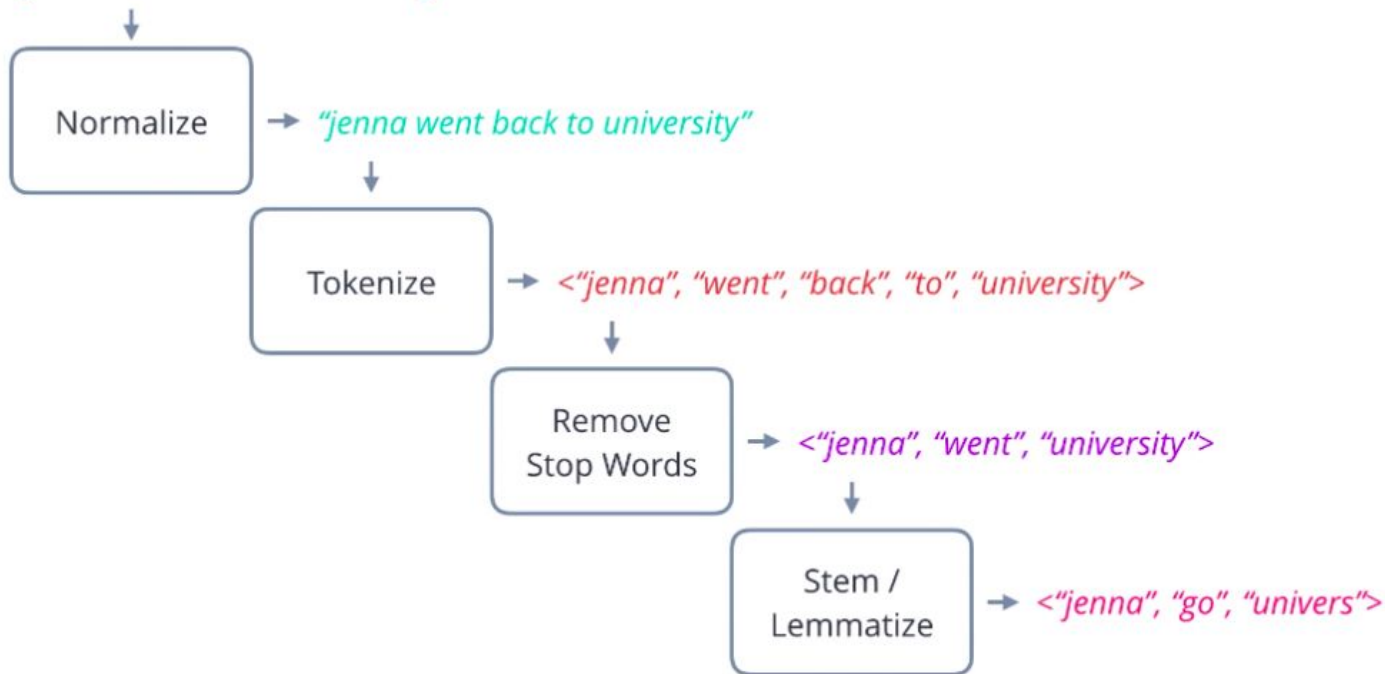 Normalize
“jenna went back to university”
Tokenize
<“jenna”, “went”, “back”, “to”, “university”>
Remove
Stop Words
<“jenna”, “went”, “university”>
Stem /
Lemmatize
<“jenna”, “go”, “univers”>